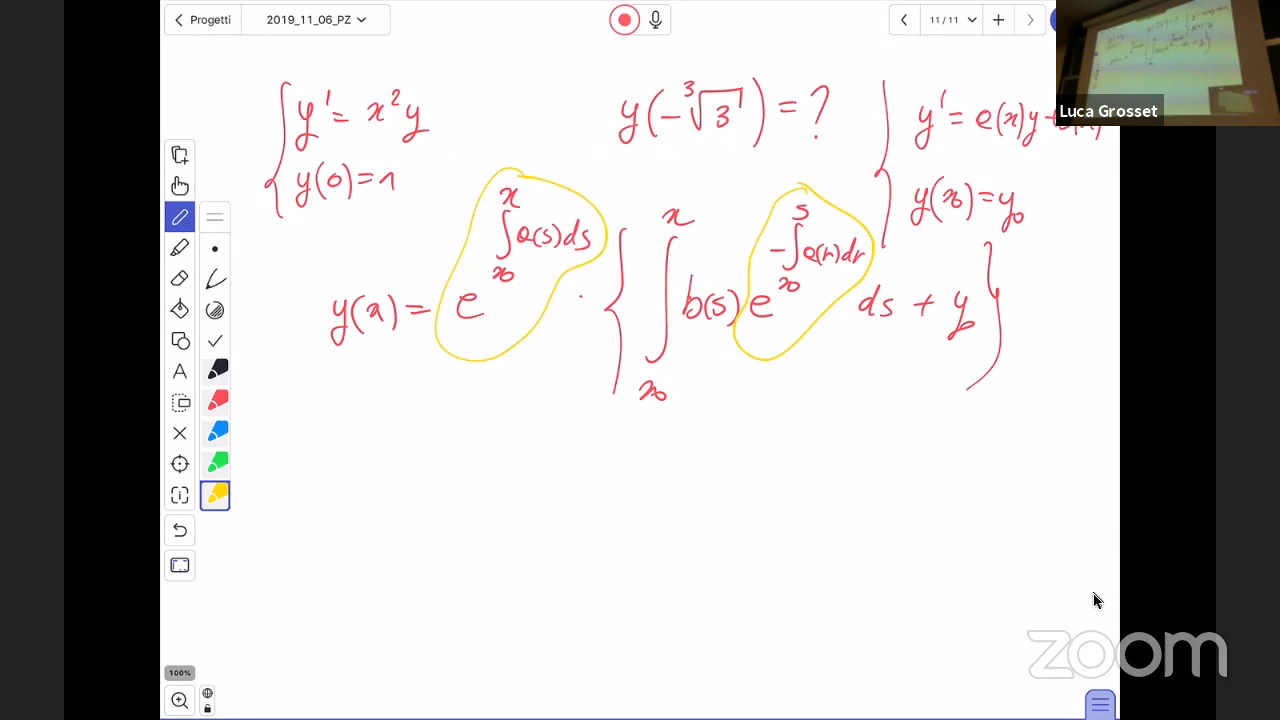 Progetti
2019_11_06_PZ
11 / 11
Luca Grosset
y' = x²y
y(0)=1
y(-∛3) = ?
y' = a(x)y +
y(x₀) = y₀
y(x) = e^{∫_{x₀}^{x} a(s)ds} · { ∫_{x₀}^{x} b(s) e^{-∫_{x₀}^{s} a(r)dr} ds + y₀ }
A
100%
zoom